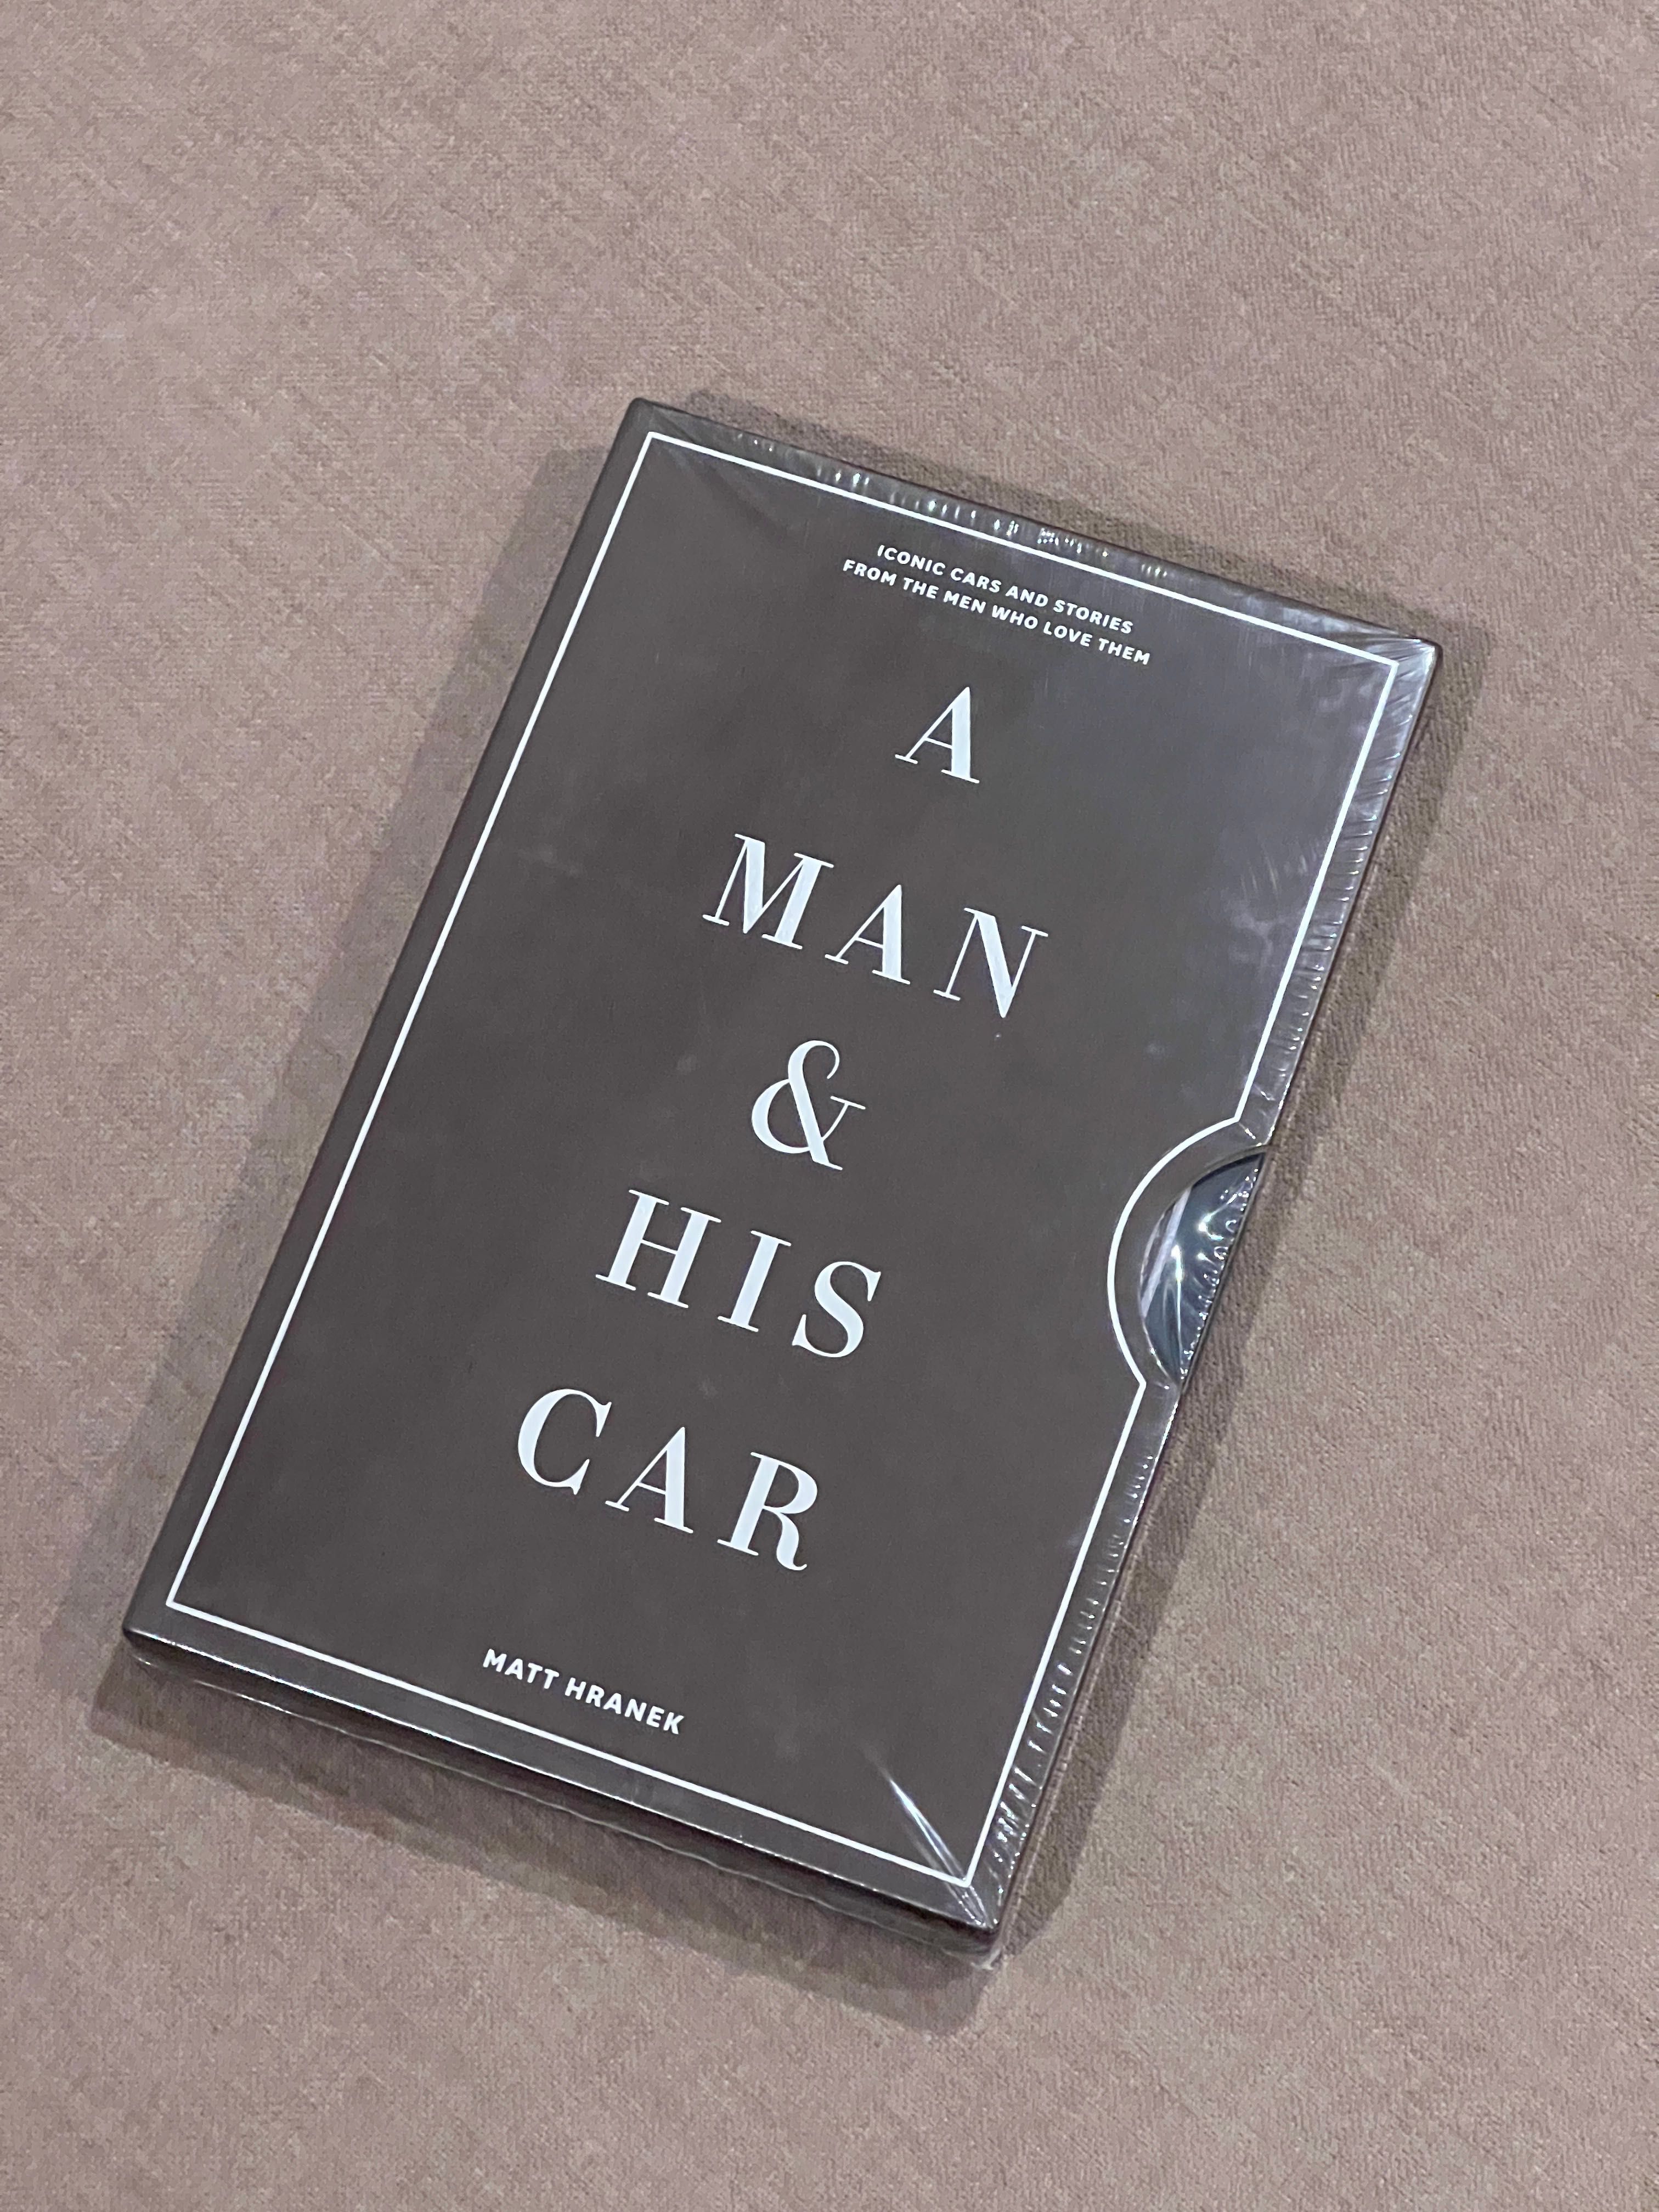 ICONIC CARS AND STORIES
FROM THE MEN WHO LOVE THEM
A
MAN
&
HIS
CAR
MATT HRANEK